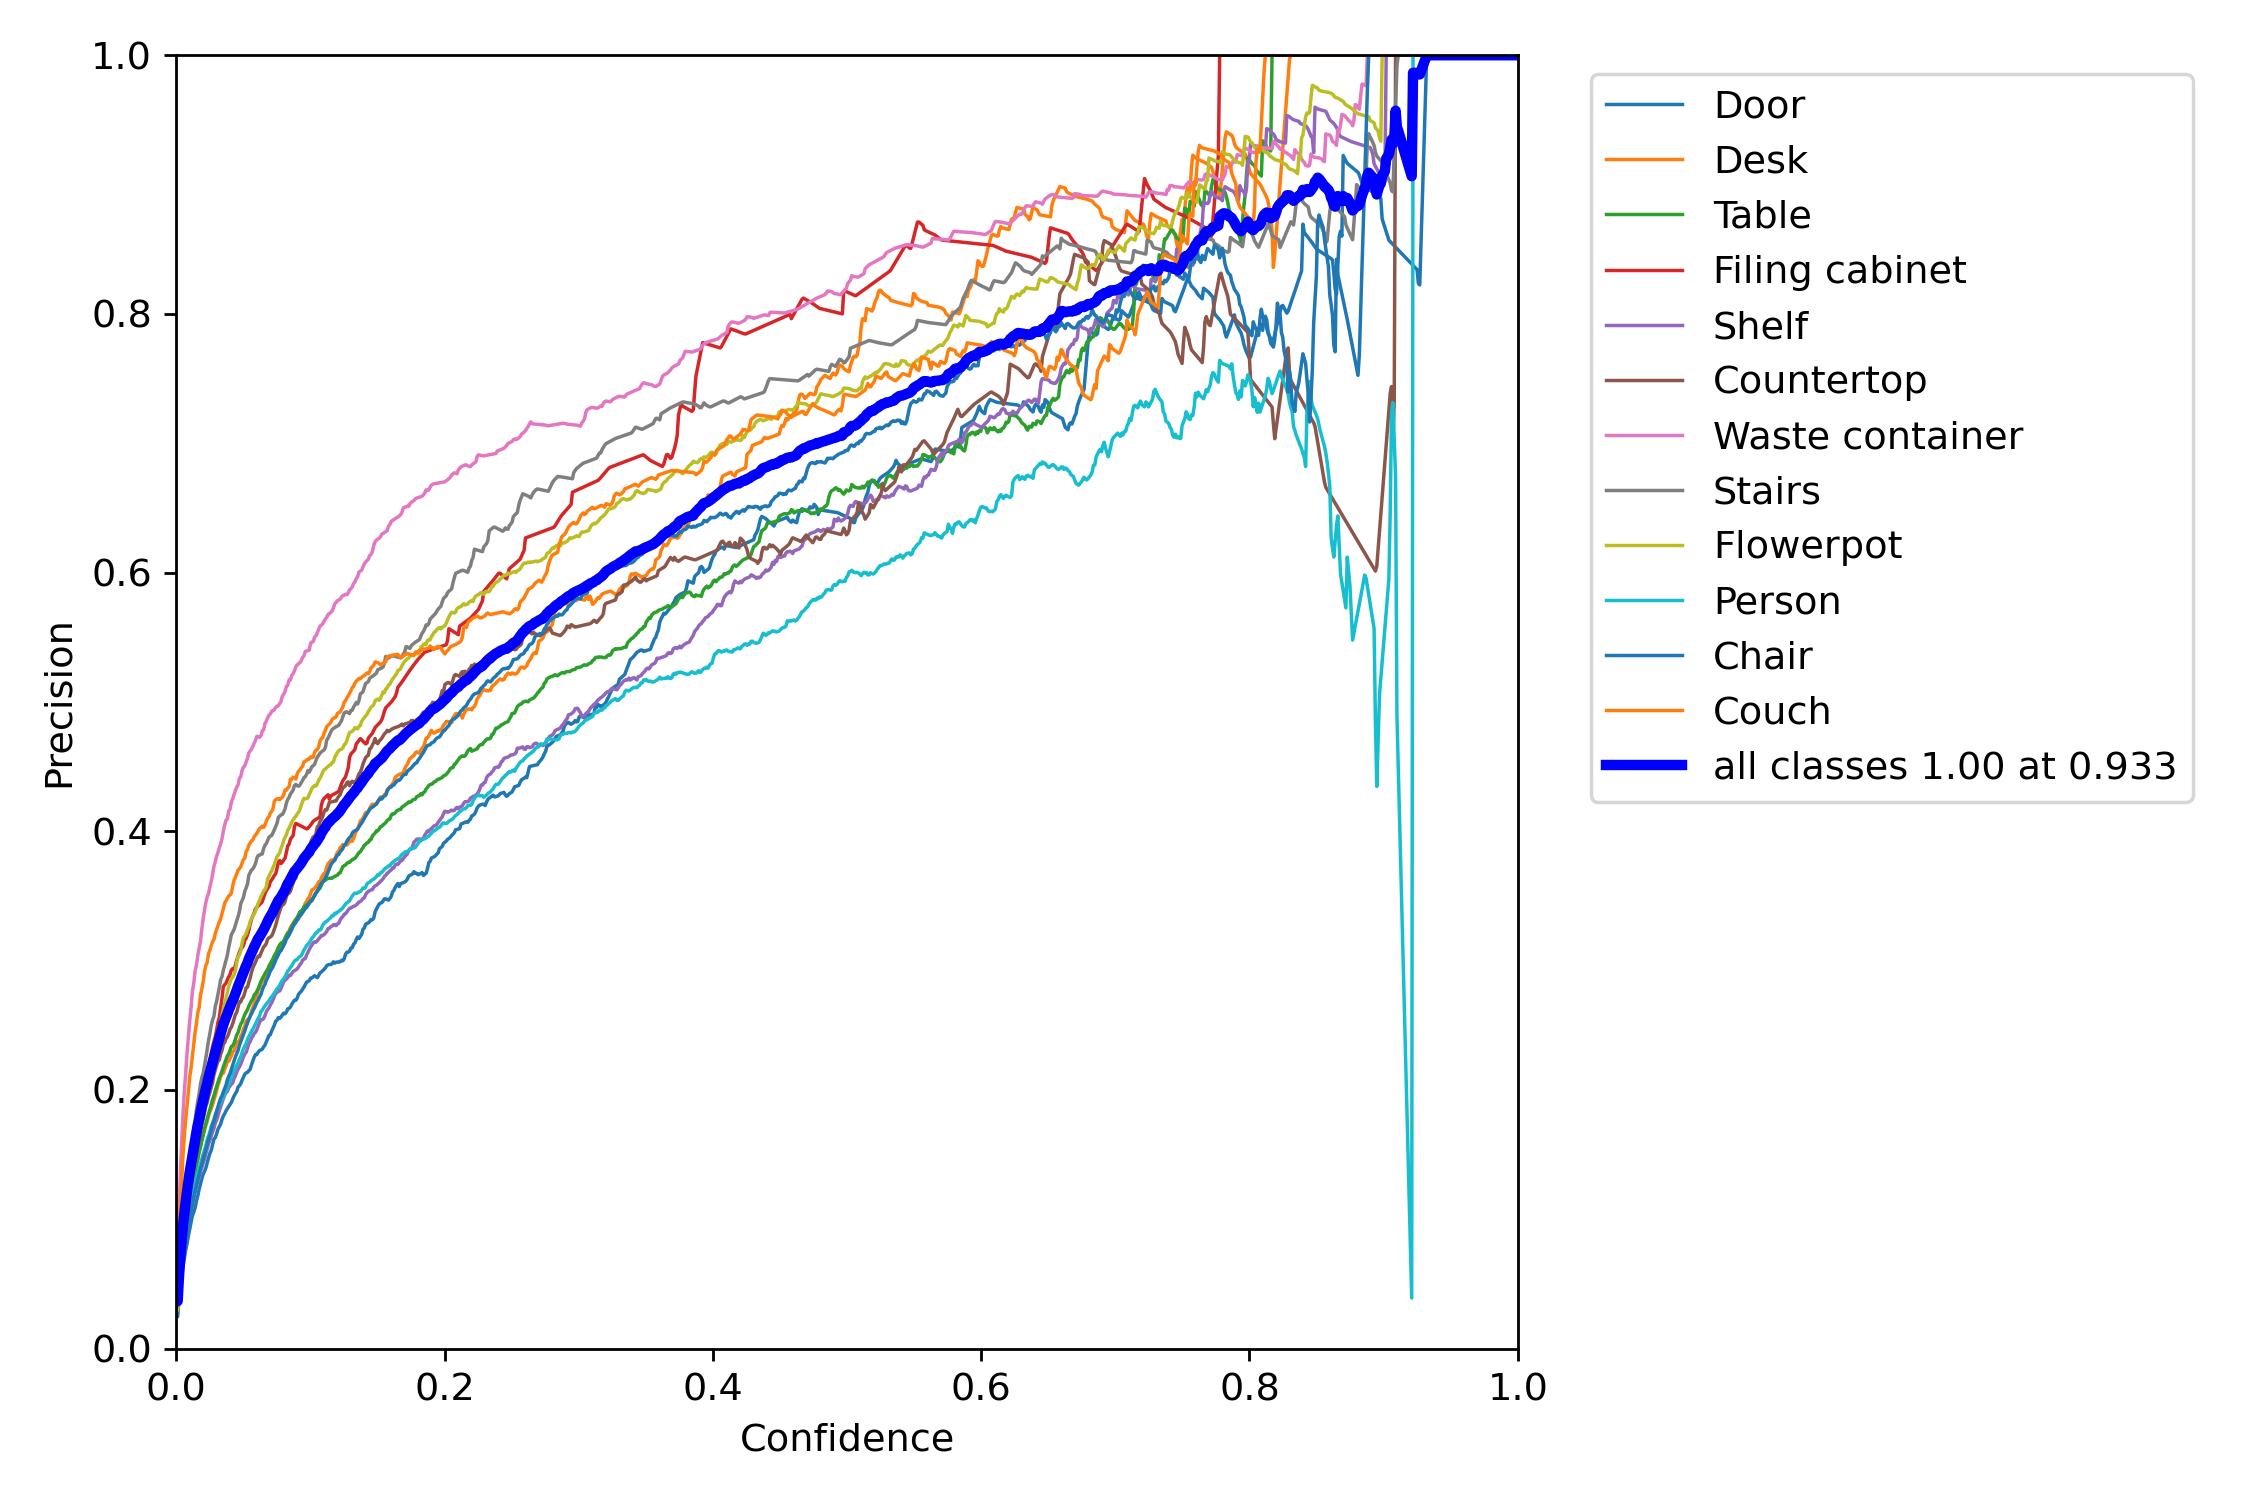 1.0
0.8
0.6
0.4
0.2
0.0
Precision
0.0 0.2 0.4 0.6 0.8 1.0
Confidence
Door
Desk
Table
Filing cabinet
Shelf
Countertop
Waste container
Stairs
Flowerpot
Person
Chair
Couch
all classes 1.00 at 0.933